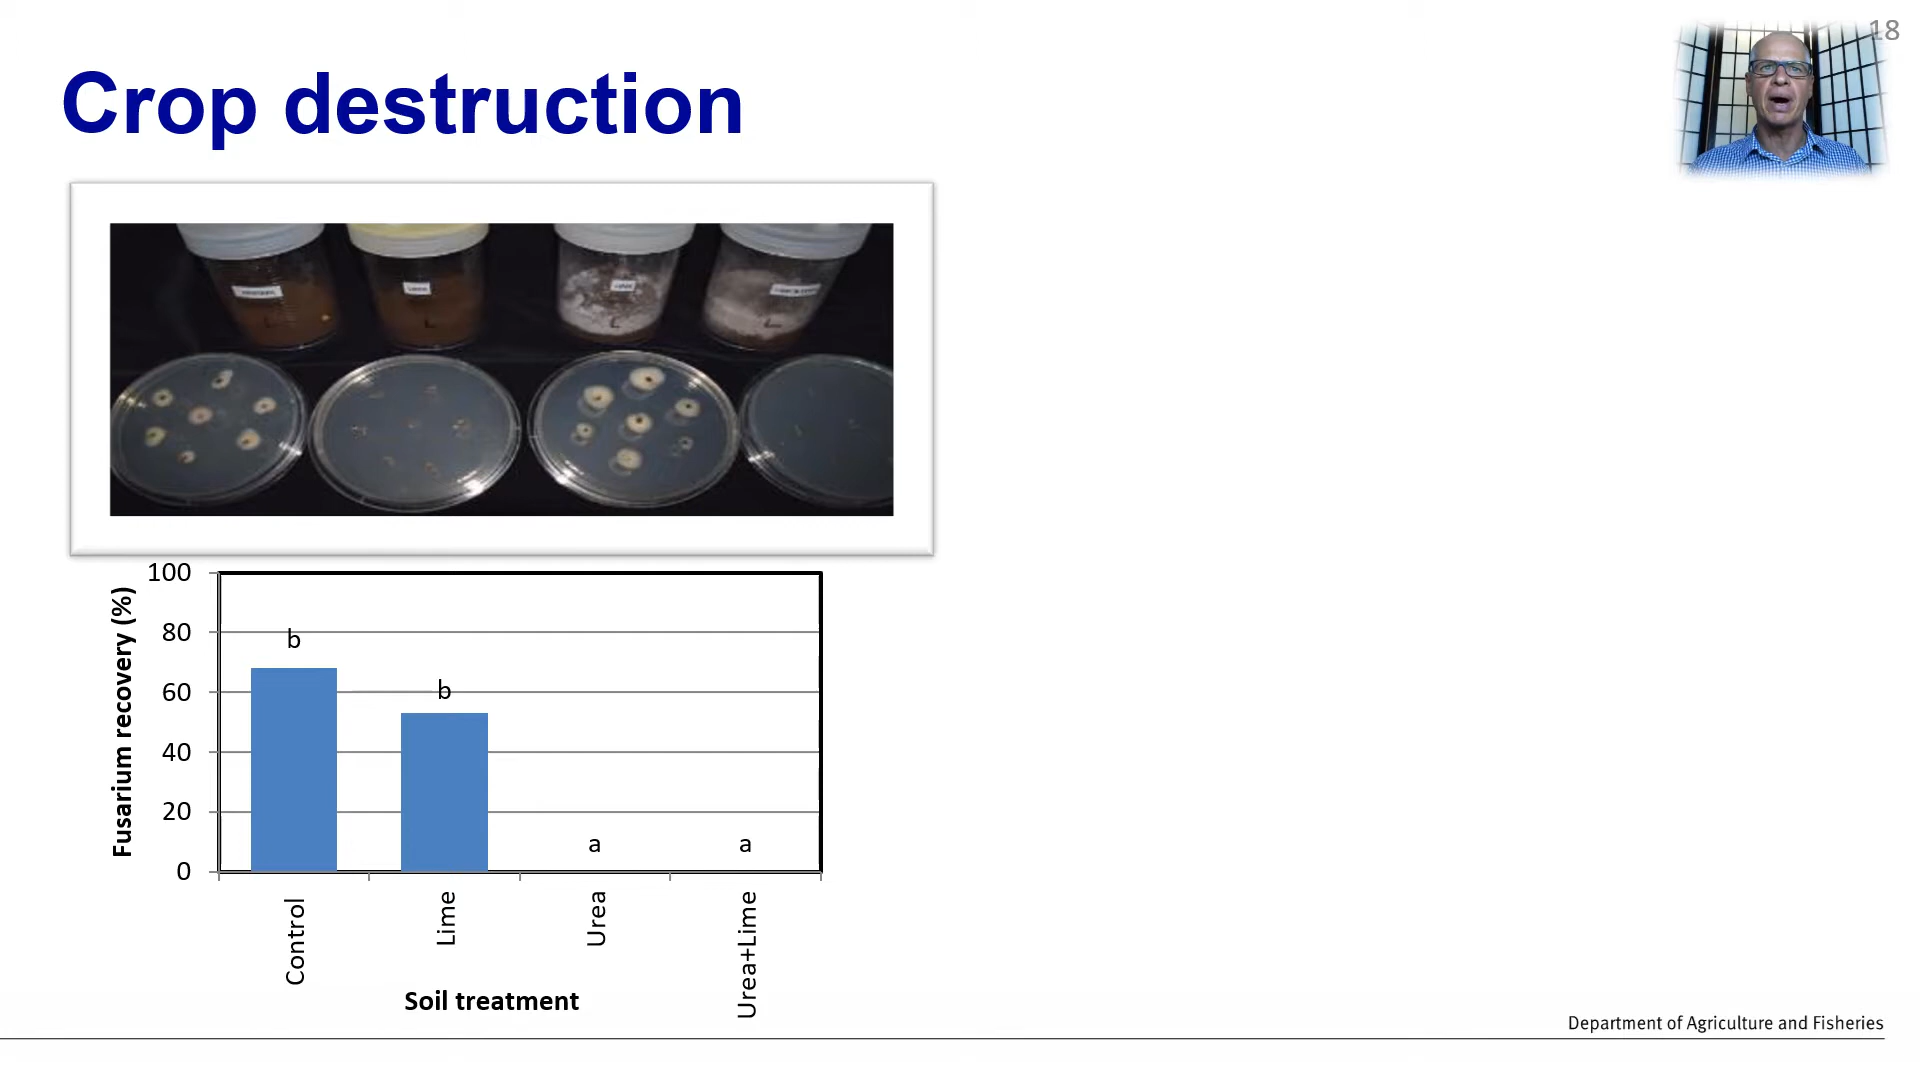 18
Crop destruction
100
80
60
40
20
0
Fusarium recovery (%)
b
b
a
a
Control
Lime
Urea
Urea+Lime
Soil treatment
Department of Agriculture and Fisheries